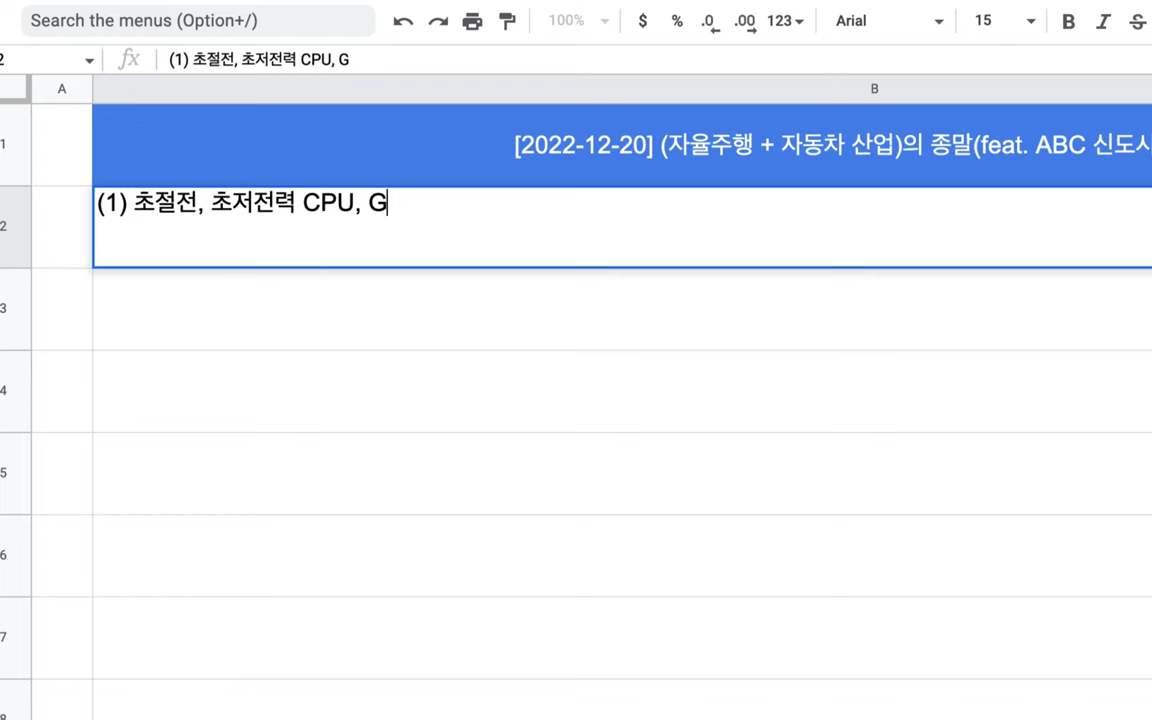 Search the menus (Option+/)
100% $ % .0 .00 123 Arial 15 B I S
2 fx (1) 초절전, 초저전력 CPU, G
A B
1 [2022-12-20] (자율주행 + 자동차 산업)의 종말(feat. ABC 신도시
2 (1) 초절전, 초저전력 CPU, G
3
4
5
6
7
8